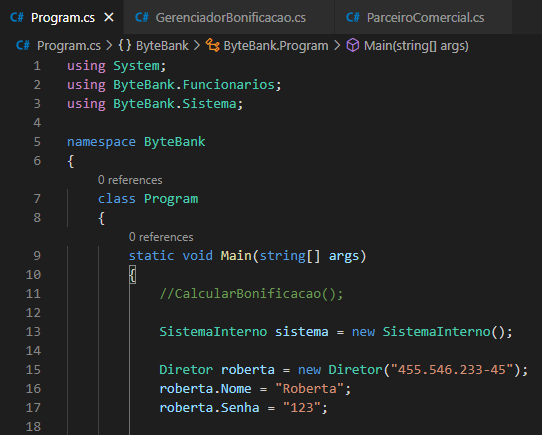 C# Program.cs × C# GerenciadorBonificacao.cs C# ParceiroComercial.cs
C# Program.cs > {} ByteBank > ByteBank.Program > Main(string[] args)
1 using System;
2 using ByteBank.Funcionarios;
3 using ByteBank.Sistema;
4
5 namespace ByteBank
6 {
0 references
7 class Program
8 {
0 references
9 static void Main(string[] args)
10 {
11 //CalcularBonificacao();
12
13 SistemaInterno sistema = new SistemaInterno();
14
15 Diretor roberta = new Diretor("455.546.233-45");
16 roberta.Nome = "Roberta";
17 roberta.Senha = "123";
18